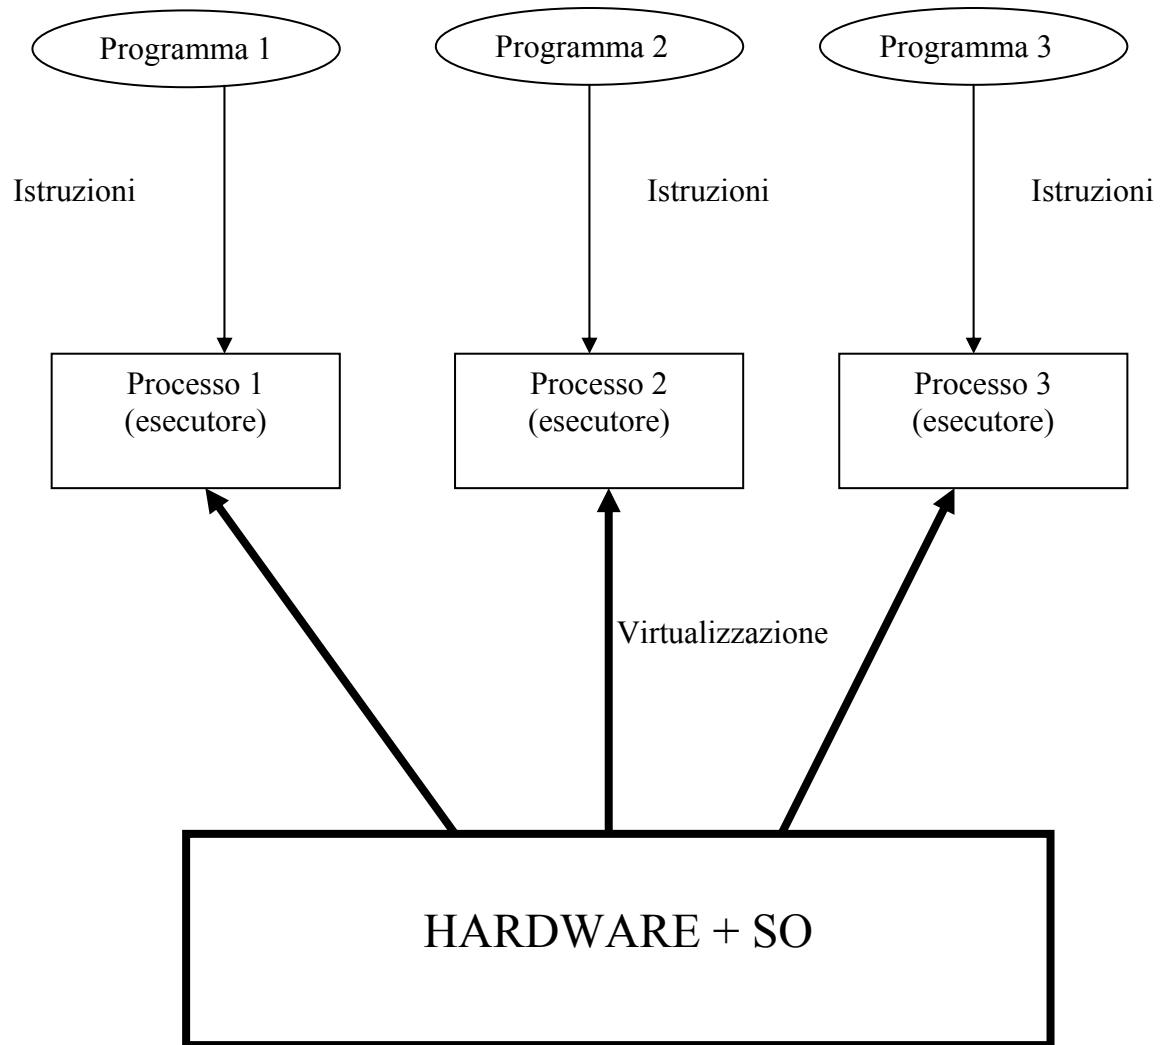 Programma 1
Programma 2
Programma 3
Istruzioni
Istruzioni
Istruzioni
Processo 1
(esecutore)
Processo 2
(esecutore)
Processo 3
(esecutore)
Virtualizzazione
HARDWARE + SO